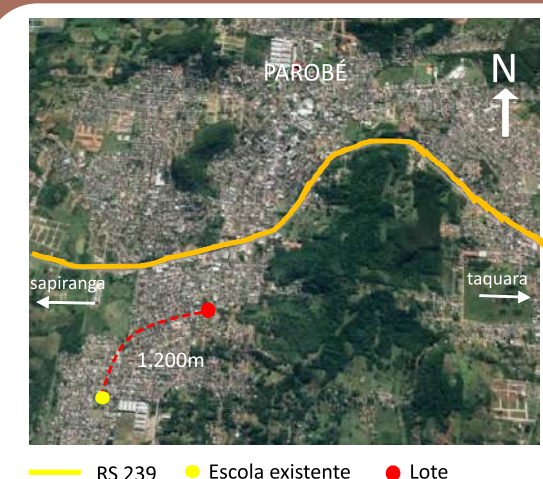 PAROBÉ
N
sapiranga
taquara
1.200m
RS 239 Escola existente Lote